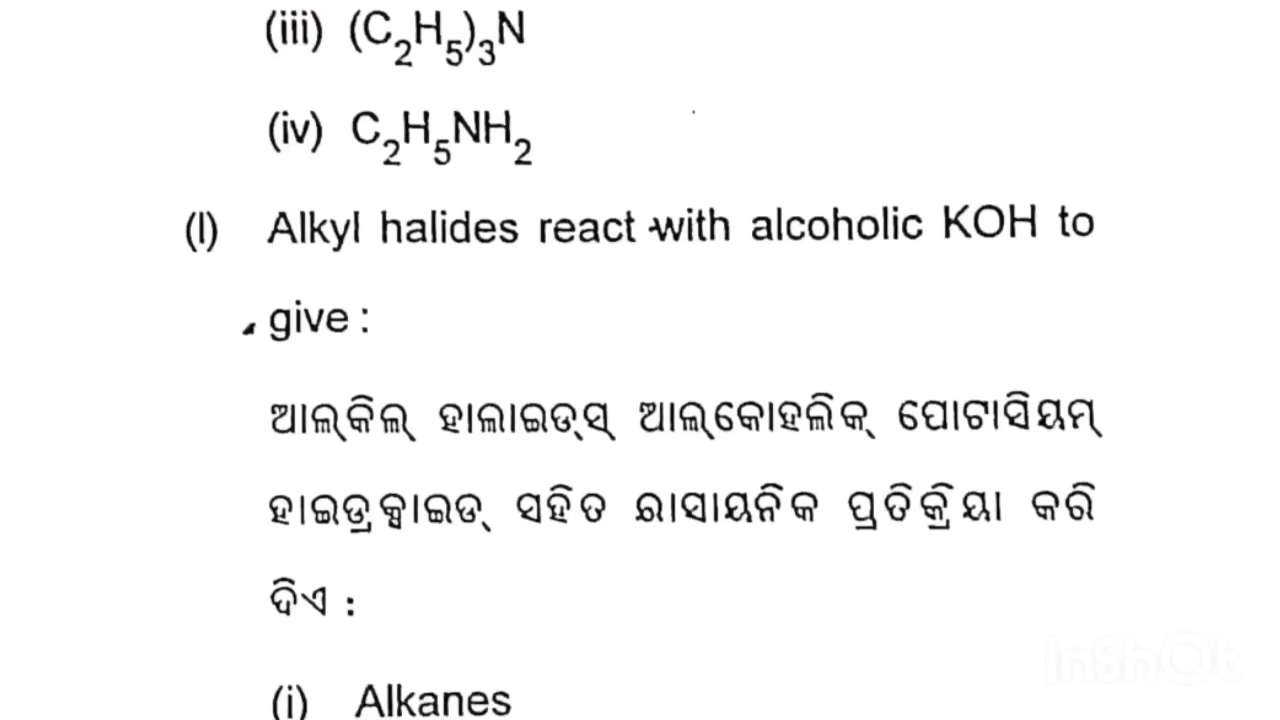 (iii) (C₂H₅)₃N
(iv) C₂H₅NH₂
(l) Alkyl halides react with alcoholic KOH to
give :
ଆଲ୍‌କିଲ୍ ହାଲାଇଡ୍‌ସ୍ ଆଲ୍‌କୋହଲିକ୍ ପୋଟାସିୟମ୍
ହାଇଡ୍ରକ୍ସାଇଡ୍ ସହିତ ରାସାୟନିକ ପ୍ରତିକ୍ରିୟା କରି
ଦିଏ :
(i) Alkanes
InShOt